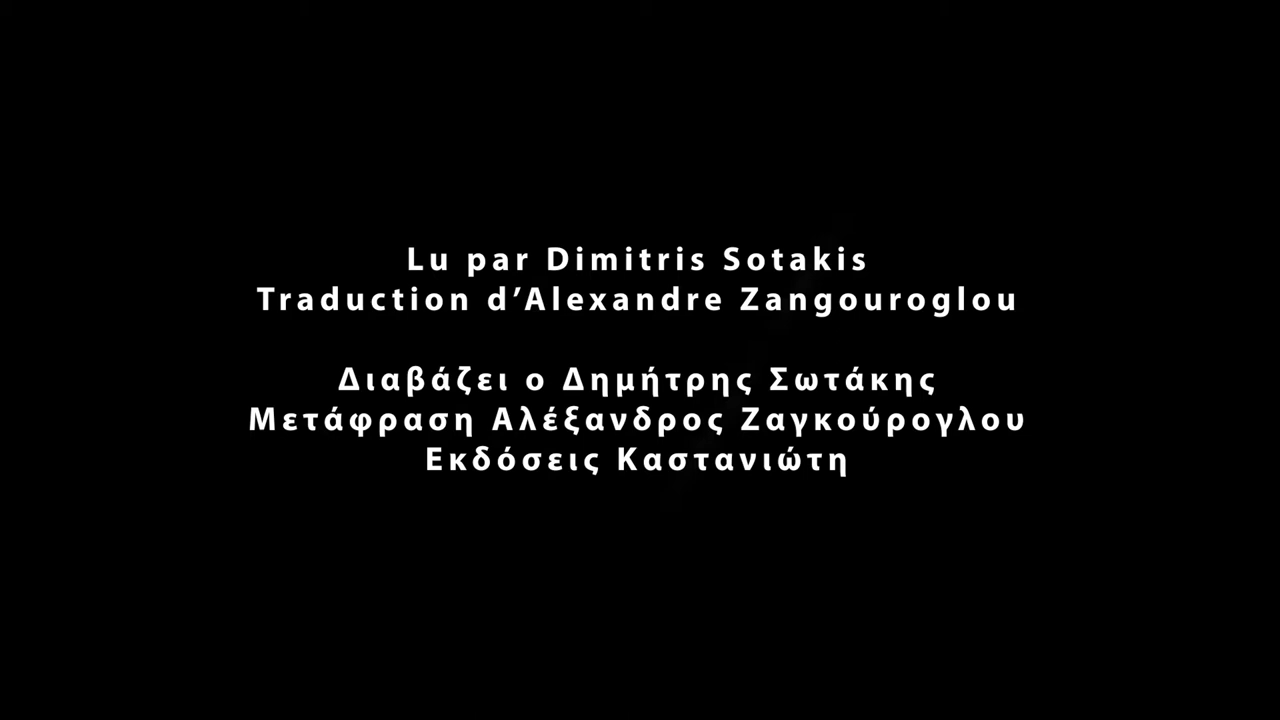 Lu par Dimitris Sotakis
Traduction d’Alexandre Zangouroglou
Διαβάζει ο Δημήτρης Σωτάκης
Μετάφραση Αλέξανδρος Ζαγκούρογλου
Εκδόσεις Καστανιώτη